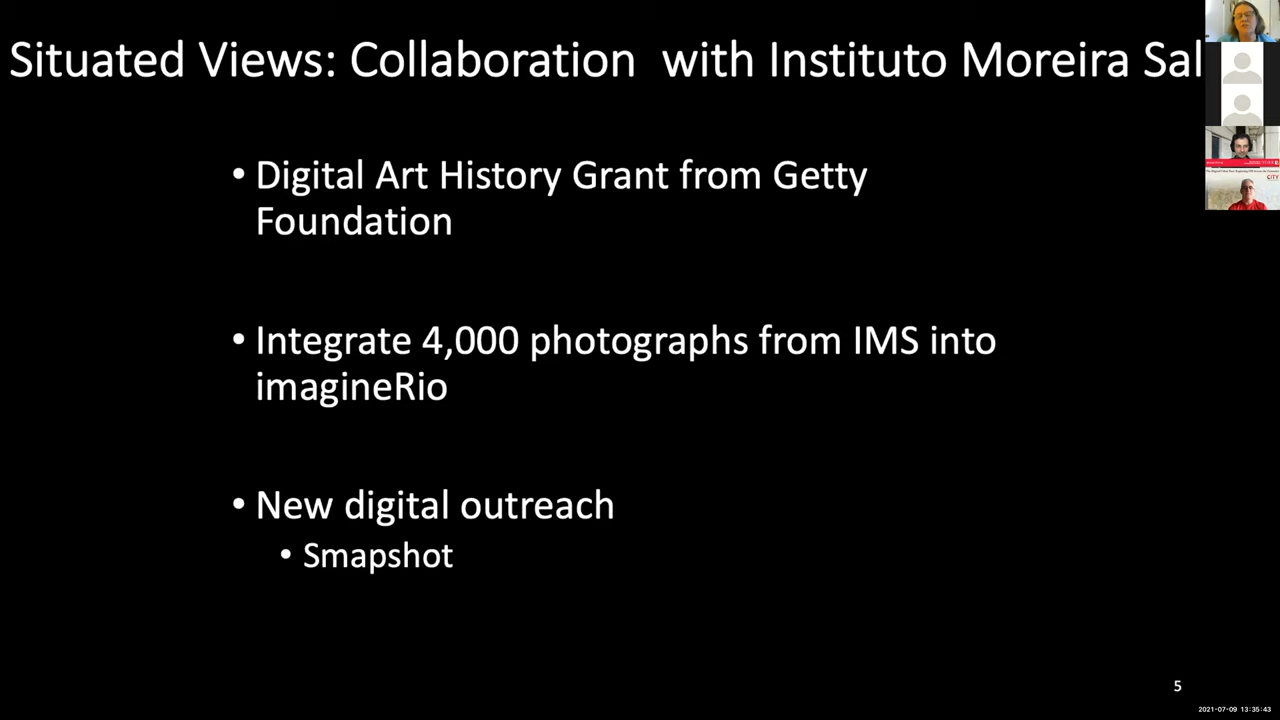 Situated Views: Collaboration with Instituto Moreira Sal
• Digital Art History Grant from Getty
Foundation
• Integrate 4,000 photographs from IMS into
imagineRio
• New digital outreach
• Smapshot
CITY
5
2021-07-09 13:35:43